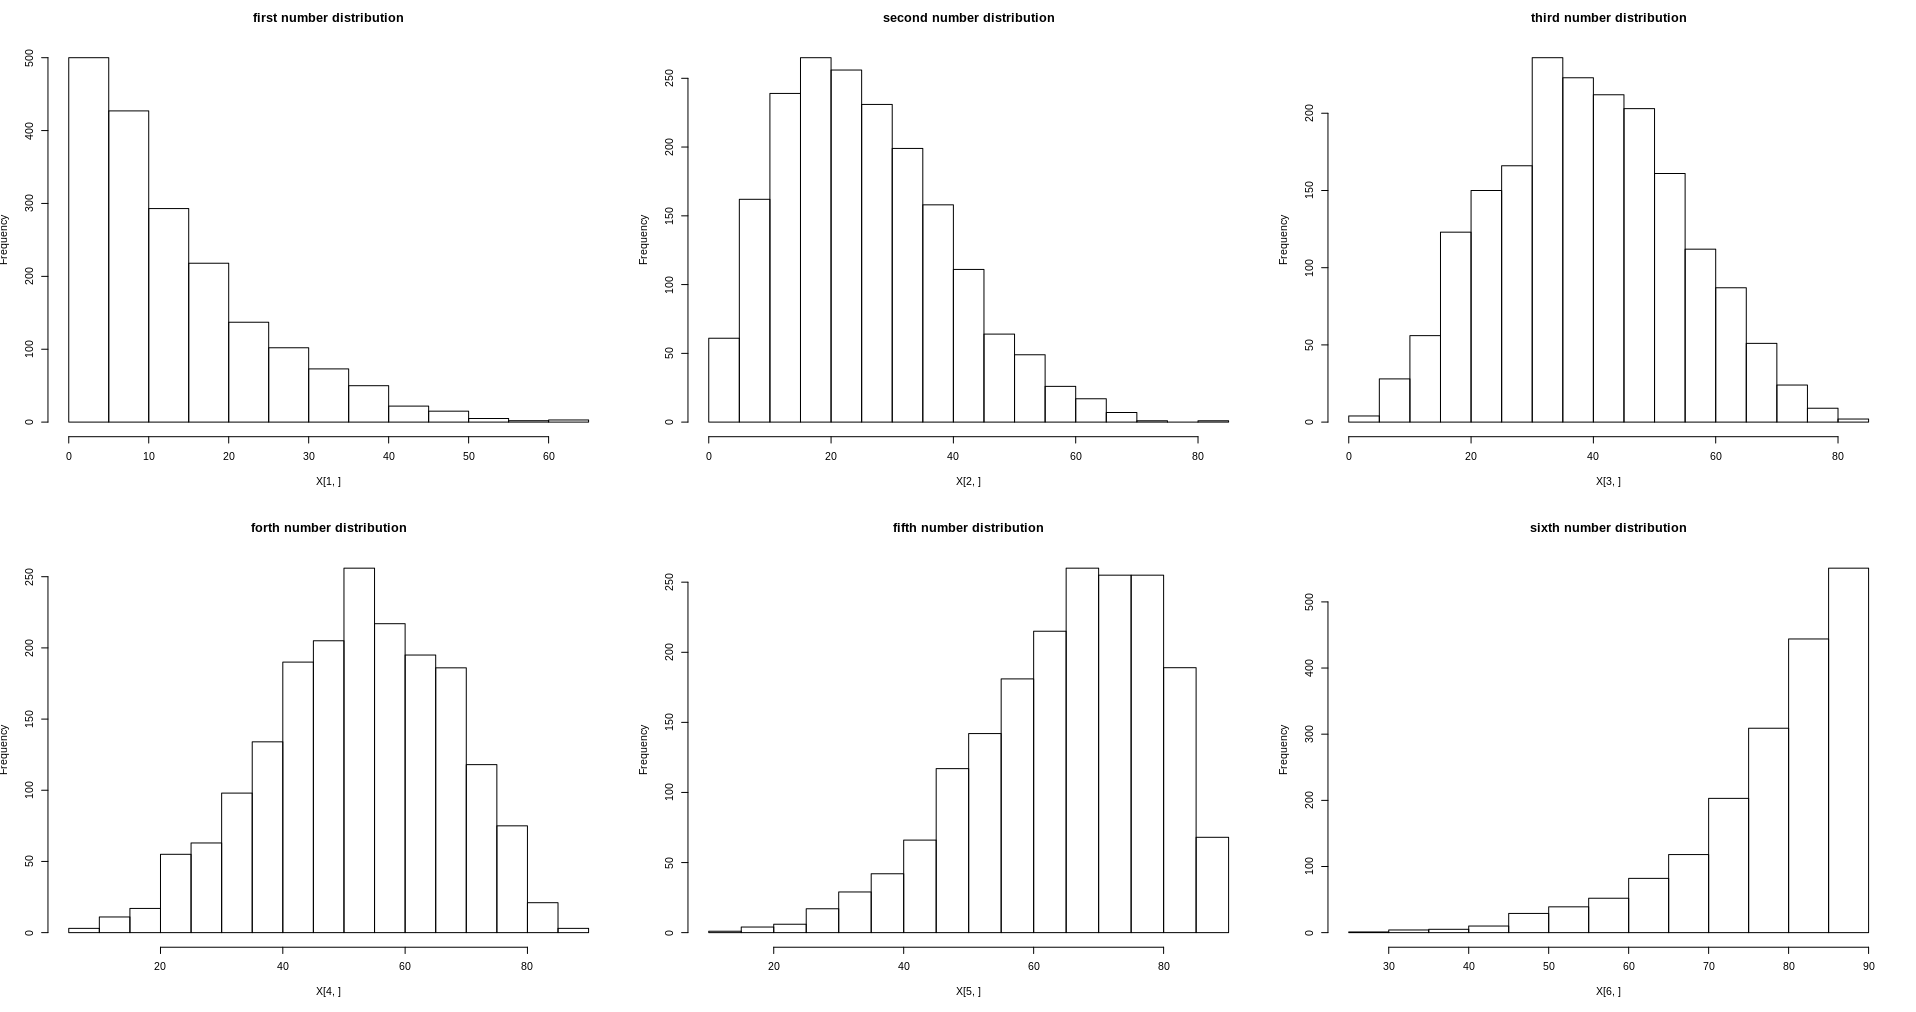 first number distribution
second number distribution
third number distribution
500
400
300
200
100
0
Frequency
0 10 20 30 40 50 60
X[1, ]
250
200
150
100
50
0
Frequency
0 20 40 60 80
X[2, ]
200
150
100
50
0
Frequency
0 20 40 60 80
X[3, ]
forth number distribution
fifth number distribution
sixth number distribution
250
200
150
100
50
0
Frequency
20 40 60 80
X[4, ]
250
200
150
100
50
0
Frequency
20 40 60 80
X[5, ]
500
400
300
200
100
0
Frequency
30 40 50 60 70 80 90
X[6, ]